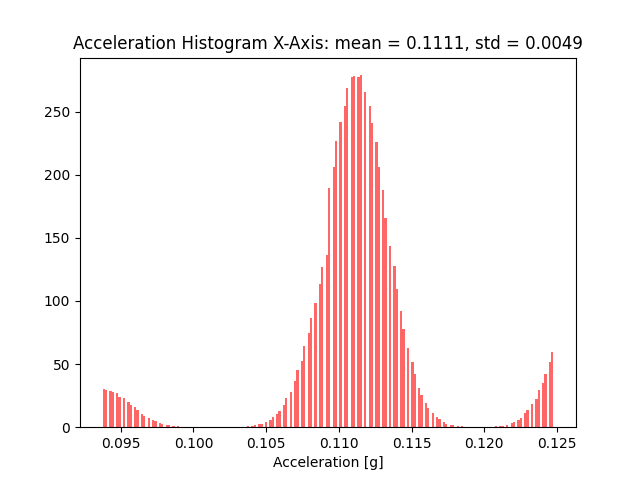 Acceleration Histogram X-Axis: mean = 0.1111, std = 0.0049
250
200
150
100
50
0
0.095 0.100 0.105 0.110 0.115 0.120 0.125
Acceleration [g]